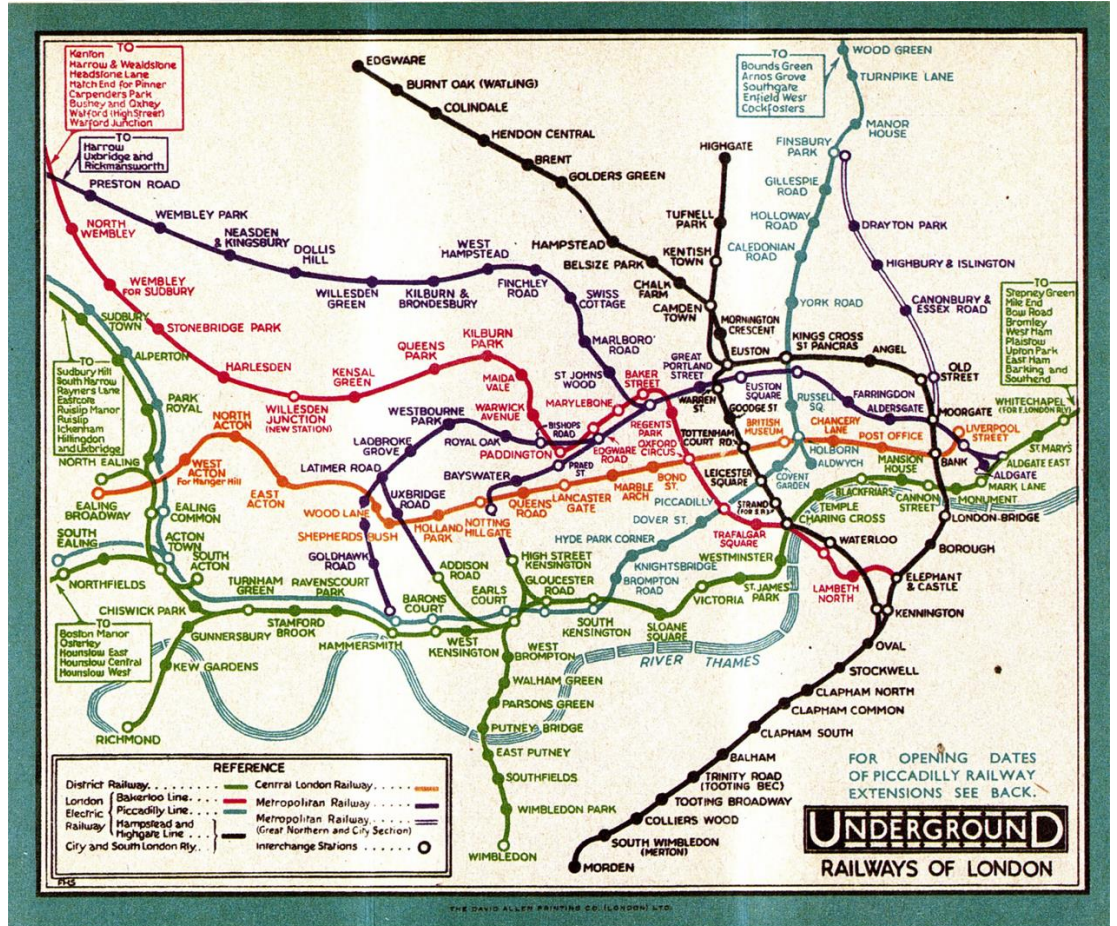 TO
Kenton
Harrow & Wealdstone
Headstone Lane
Hatch End for Pinner
Carpenders Park
Bushey and Oxhey
Watford (High Street)
Watford Junction
TO
Harrow
Uxbridge and
Rickmansworth
TO
Bounds Green
Arnos Grove
Southgate
Enfield West
Cockfosters
WOOD GREEN
TURNPIKE LANE
MANOR
HOUSE
FINSBURY
PARK
GILLESPIE
ROAD
HOLLOWAY
ROAD
CALEDONIAN
ROAD
YORK ROAD
KINGS CROSS
ST PANCRAS
EDGWARE
BURNT OAK (WATLING)
COLINDALE
HENDON CENTRAL
BRENT
GOLDERS GREEN
HAMPSTEAD
BELSIZE PARK
CHALK
FARM
CAMDEN
TOWN
HIGHGATE
TUFNELL
PARK
KENTISH
TOWN
MORNINGTON
CRESCENT
EUSTON
DRAYTON PARK
HIGHBURY & ISLINGTON
CANONBURY &
ESSEX ROAD
OLD
STREET
ANGEL
MOORGATE
TO
Stepney Green
Mile End
Bow Road
Bromley
West Ham
Plaistow
Upton Park
East Ham
Barking and
Southend
WHITECHAPEL
(FOR E. LONDON RLY)
PRESTON ROAD
WEMBLEY PARK
NEASDEN
& KINGSBURY
DOLLIS
HILL
WILLESDEN
GREEN
KILBURN &
BRONDESBURY
WEST
HAMPSTEAD
FINCHLEY
ROAD
SWISS
COTTAGE
MARLBORO'
ROAD
ST JOHNS
WOOD
NORTH
WEMBLEY
WEMBLEY
FOR SUDBURY
STONEBRIDGE PARK
HARLESDEN
WILLESDEN
JUNCTION
(NEW STATION)
KENSAL
GREEN
QUEENS
PARK
KILBURN
PARK
MAIDA
VALE
WARWICK
AVENUE
PADDINGTON
EDGWARE
ROAD
MARYLEBONE
BAKER
STREET
REGENTS
PARK
OXFORD
CIRCUS
GREAT
PORTLAND
STREET
EUSTON
SQUARE
WARREN ST
GOODGE ST
TOTTENHAM
COURT RD.
LEICESTER
SQUARE
RUSSELL
SQ.
FARRINGDON
ALDERSGATE
SUDBURY
TOWN
ALPERTON
PARK
ROYAL
TO
Sudbury Hill
South Harrow
Rayners Lane
Eastcote
Ruislip Manor
Ruislip
Ickenham
Hillingdon
and Uxbridge
NORTH EALING
EALING
BROADWAY
EALING
COMMON
WEST
ACTON
For Hanger Hill
NORTH
ACTON
EAST
ACTON
WOOD LANE
SHEPHERDS BUSH
LATIMER ROAD
LADBROKE
GROVE
WESTBOURNE
PARK
ROYAL OAK
BISHOPS
ROAD
PRAED
ST
BAYSWATER
UXBRIDGE
ROAD
HOLLAND
PARK
NOTTING
HILL GATE
QUEENS
ROAD
LANCASTER
GATE
MARBLE
ARCH
BOND
ST.
BRITISH
MUSEUM
CHANCERY
LANE
HOLBORN
POST OFFICE
BANK
LIVERPOOL
STREET
ALDWYCH
COVENT
GARDEN
MANSION
HOUSE
BLACKFRIARS
CANNON
STREET
TEMPLE
CHARING CROSS
STRAND
MONUMENT
MARK LANE
ALDGATE
ALDGATE EAST
ST. MARY'S
SOUTH
EALING
NORTHFIELDS
ACTON
TOWN
SOUTH
ACTON
CHISWICK PARK
TURNHAM
GREEN
STAMFORD
BROOK
RAVENSCOURT
PARK
HAMMERSMITH
GOLDHAWK
ROAD
ADDISON
ROAD
BARONS
COURT
WEST
KENSINGTON
EARLS
COURT
HIGH STREET
KENSINGTON
GLOUCESTER
ROAD
SOUTH
KENSINGTON
BROMPTON
ROAD
KNIGHTSBRIDGE
HYDE PARK CORNER
DOVER ST.
PICCADILLY
SLOANE
SQUARE
VICTORIA
ST. JAMES
PARK
WESTMINSTER
TRAFALGAR
SQUARE
WATERLOO
LAMBETH
NORTH
ELEPHANT
& CASTLE
LONDON BRIDGE
BOROUGH
KENNINGTON
OVAL
STOCKWELL
CLAPHAM NORTH
CLAPHAM COMMON
CLAPHAM SOUTH
BALHAM
TRINITY ROAD
(TOOTING BEC)
TOOTING BROADWAY
COLLIERS WOOD
SOUTH WIMBLEDON
(MERTON)
MORDEN
TO
Boston Manor
Osterley
Hounslow East
Hounslow Central
Hounslow West
GUNNERSBURY
KEW GARDENS
RICHMOND
WEST
BROMPTON
WALHAM GREEN
PARSONS GREEN
PUTNEY BRIDGE
EAST PUTNEY
SOUTHFIELDS
WIMBLEDON PARK
WIMBLEDON
RIVER THAMES
REFERENCE
District Railway
London
Electric
Railway
Bakerloo Line
Piccadilly Line
Hampstead and
Highgate Line
City and South London Rly.
Central London Railway
Metropolitan Railway
Metropolitan Railway
(Great Northern and City Section)
Interchange Stations
FOR OPENING DATES
OF PICCADILLY RAILWAY
EXTENSIONS SEE BACK.
UNDERGROUND
RAILWAYS OF LONDON
THE DAVID ALLEN PRINTING CO. (LONDON) LTD.